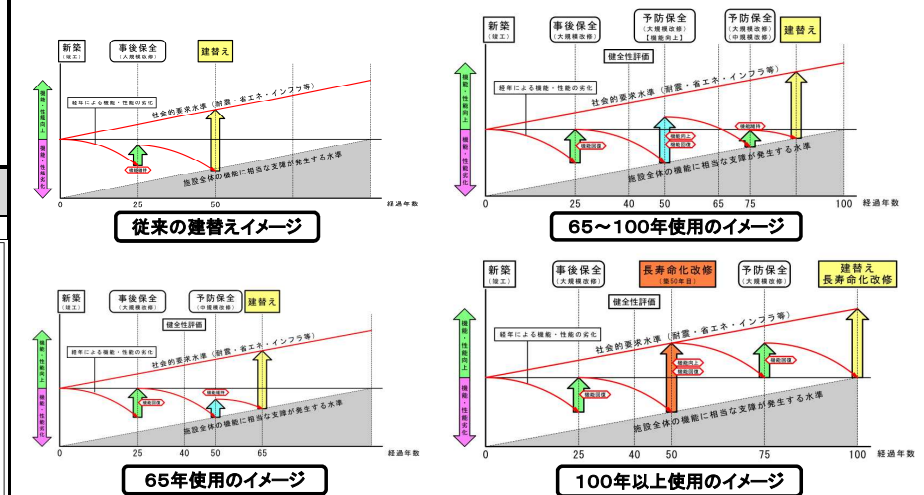 新築
(竣工)
事後保全
(大規模改修)
建替え
機能・性能向上
機能・性能劣化
経年による機能・性能の劣化
社会的要求水準(耐震・省エネ・インフラ等)
施設全体の機能に相当な支障が発生する水準
0
25
50
経過年数
従来の建替えイメージ
新築
(竣工)
事後保全
(大規模改修)
予防保全
(大規模改修)
【機能向上】
予防保全
(大規模改修)
(中規模改修)
建替え
健全性評価
機能・性能向上
機能・性能劣化
経年による機能・性能の劣化
社会的要求水準(耐震・省エネ・インフラ等)
機能回復
機能向上
機能回復
機能維持
施設全体の機能に相当な支障が発生する水準
0
25
40
50
65
75
100
経過年数
65~100年使用のイメージ
新築
(竣工)
事後保全
(大規模改修)
予防保全
(中規模改修)
建替え
健全性評価
機能・性能向上
機能・性能劣化
経年による機能・性能の劣化
社会的要求水準(耐震・省エネ・インフラ等)
機能回復
機能維持
施設全体の機能に相当な支障が発生する水準
0
25
40
50
65
経過年数
65年使用のイメージ
新築
(竣工)
事後保全
(大規模改修)
長寿命化改修
(築50年目)
予防保全
(大規模改修)
建替え
長寿命化改修
健全性評価
機能・性能向上
機能・性能劣化
経年による機能・性能の劣化
社会的要求水準(耐震・省エネ・インフラ等)
機能回復
機能向上
機能回復
機能回復
施設全体の機能に相当な支障が発生する水準
0
25
40
50
75
100
経過年数
100年以上使用のイメージ